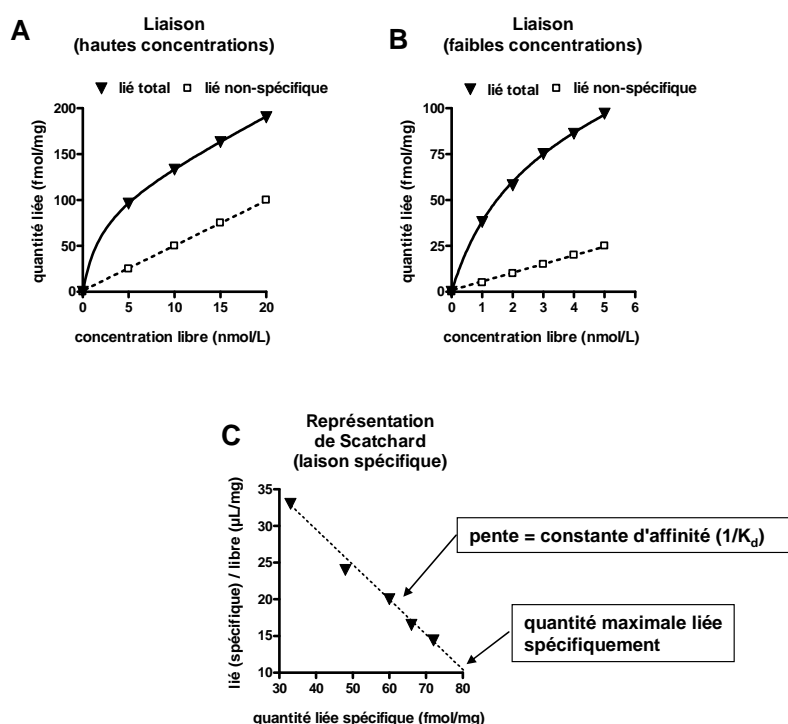 A
Liaison
(hautes concentrations)
▼ lié total □ lié non-spécifique
quantité liée (fmol/mg)
200
150
100
50
0
0 5 10 15 20
concentration libre (nmol/L)
B
Liaison
(faibles concentrations)
▼ lié total □ lié non-spécifique
quantité liée (fmol/mg)
100
75
50
25
0
0 1 2 3 4 5 6
concentration libre (nmol/L)
C
Représentation
de Scatchard
(laison spécifique)
lié (spécifique) / libre (µL/mg)
35
30
25
20
15
10
30 40 50 60 70 80
quantité liée spécifique (fmol/mg)
pente = constante d'affinité (1/Kd)
quantité maximale liée
spécifiquement